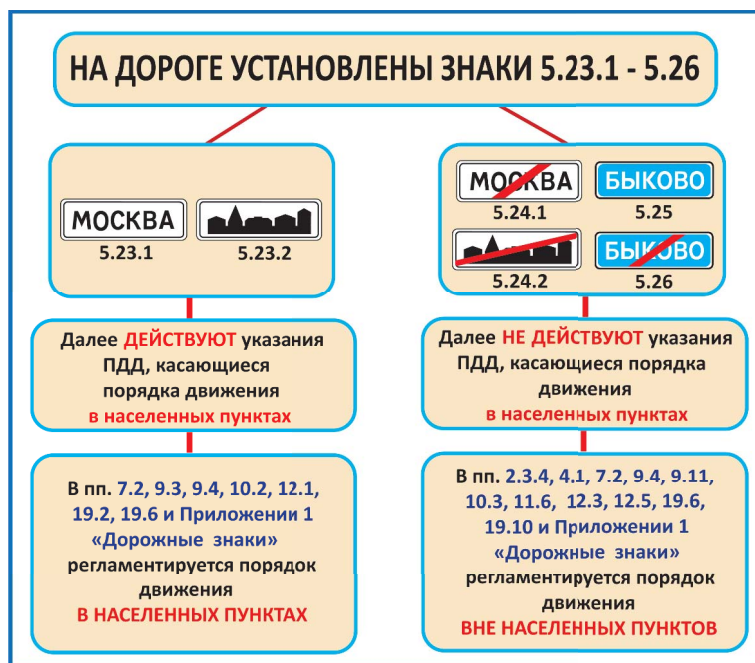 НА ДОРОГЕ УСТАНОВЛЕНЫ ЗНАКИ 5.23.1 - 5.26
МОСКВА
5.23.1
5.23.2
МОСКВА
БЫКОВО
5.24.1
5.25
БЫКОВО
5.24.2
5.26
Далее ДЕЙСТВУЮТ указания
ПДД, касающиеся
порядка движения
в населенных пунктах
Далее НЕ ДЕЙСТВУЮТ указания
ПДД, касающиеся порядка
движения
в населенных пунктах
В пп. 7.2, 9.3, 9.4, 10.2, 12.1,
19.2, 19.6 и Приложении 1
«Дорожные знаки»
регламентируется порядок
движения
В НАСЕЛЕННЫХ ПУНКТАХ
В пп. 2.3.4, 4.1, 7.2, 9.4, 9.11,
10.3, 11.6, 12.3, 12.5, 19.6,
19.10 и Приложении 1
«Дорожные знаки»
регламентируется порядок
движения
ВНЕ НАСЕЛЕННЫХ ПУНКТОВ